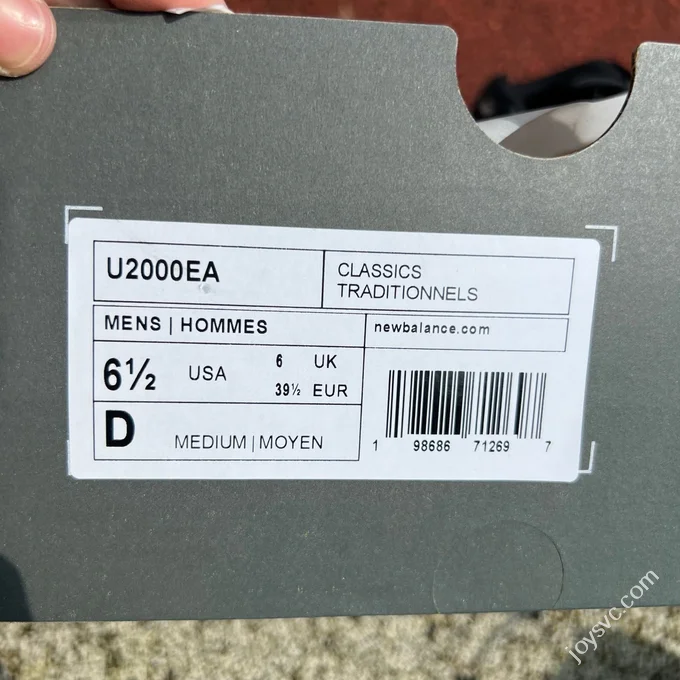 U2000EA
CLASSICS
TRADITIONNELS
MENS | HOMMES
newbalance.com
6½ USA
6 UK
39½ EUR
D MEDIUM | MOYEN
1 98686 71269 7
joysvc.com